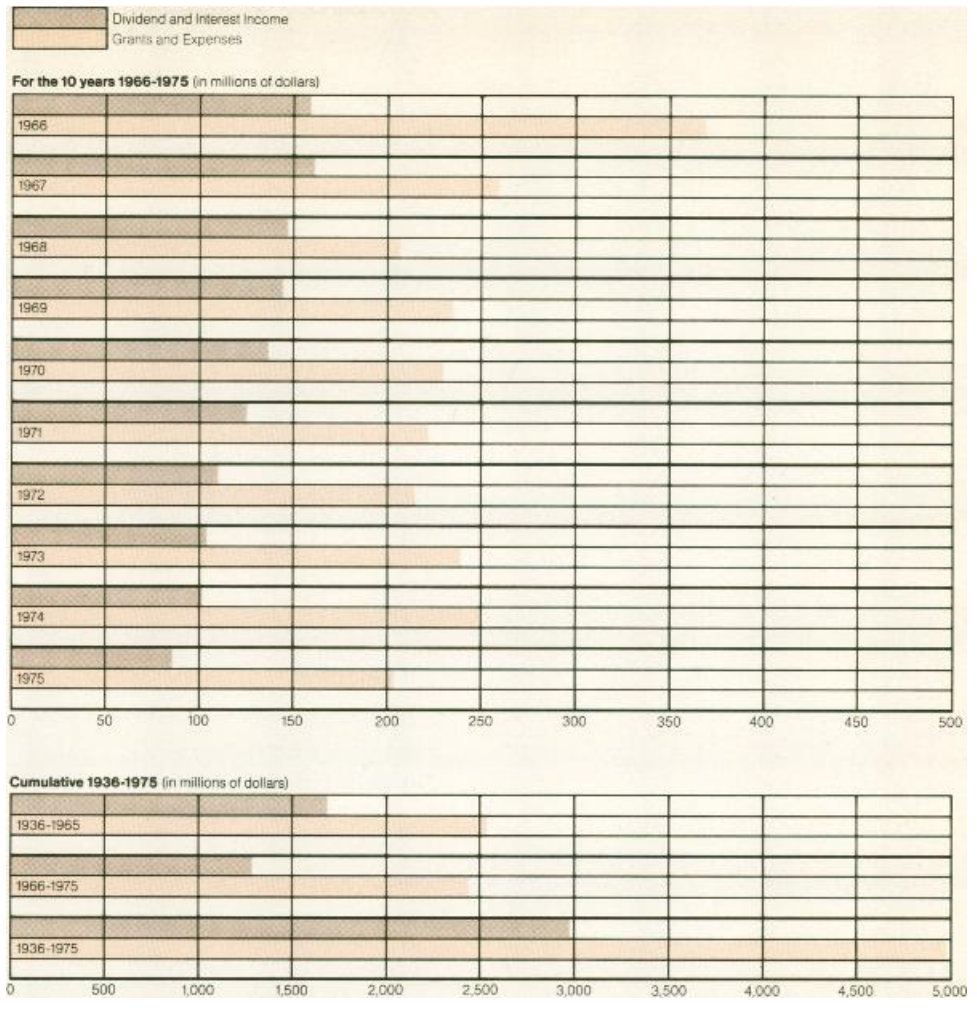 Dividend and Interest Income
Grants and Expenses
For the 10 years 1966-1975 (in millions of dollars)
1966
1967
1968
1969
1970
1971
1972
1973
1974
1975
0 50 100 150 200 250 300 350 400 450 500
Cumulative 1936-1975 (in millions of dollars)
1936-1965
1966-1975
1936-1975
0 500 1,000 1,500 2,000 2,500 3,000 3,500 4,000 4,500 5,000